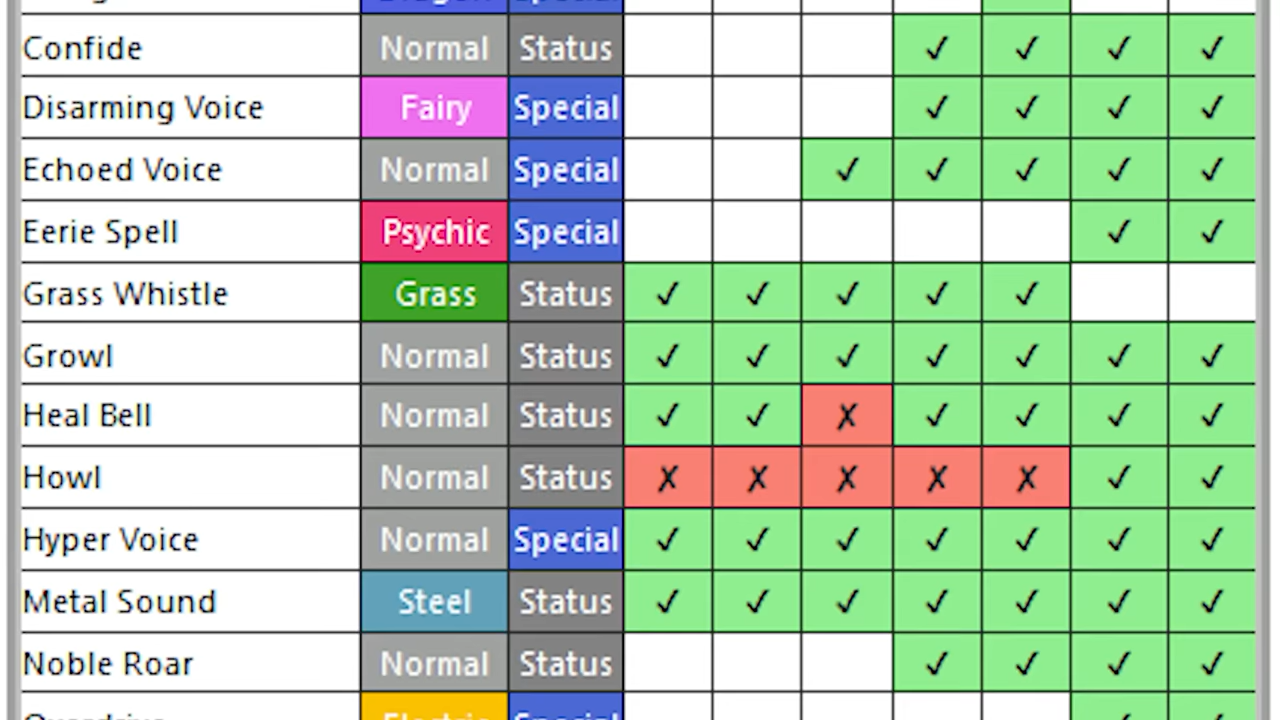 Confide Normal Status ✓ ✓ ✓ ✓
Disarming Voice Fairy Special ✓ ✓ ✓ ✓
Echoed Voice Normal Special ✓ ✓ ✓ ✓ ✓
Eerie Spell Psychic Special ✓ ✓
Grass Whistle Grass Status ✓ ✓ ✓ ✓ ✓
Growl Normal Status ✓ ✓ ✓ ✓ ✓ ✓ ✓
Heal Bell Normal Status ✓ ✓ ✗ ✓ ✓ ✓ ✓
Howl Normal Status ✗ ✗ ✗ ✗ ✗ ✓ ✓
Hyper Voice Normal Special ✓ ✓ ✓ ✓ ✓ ✓ ✓
Metal Sound Steel Status ✓ ✓ ✓ ✓ ✓ ✓ ✓
Noble Roar Normal Status ✓ ✓ ✓ ✓